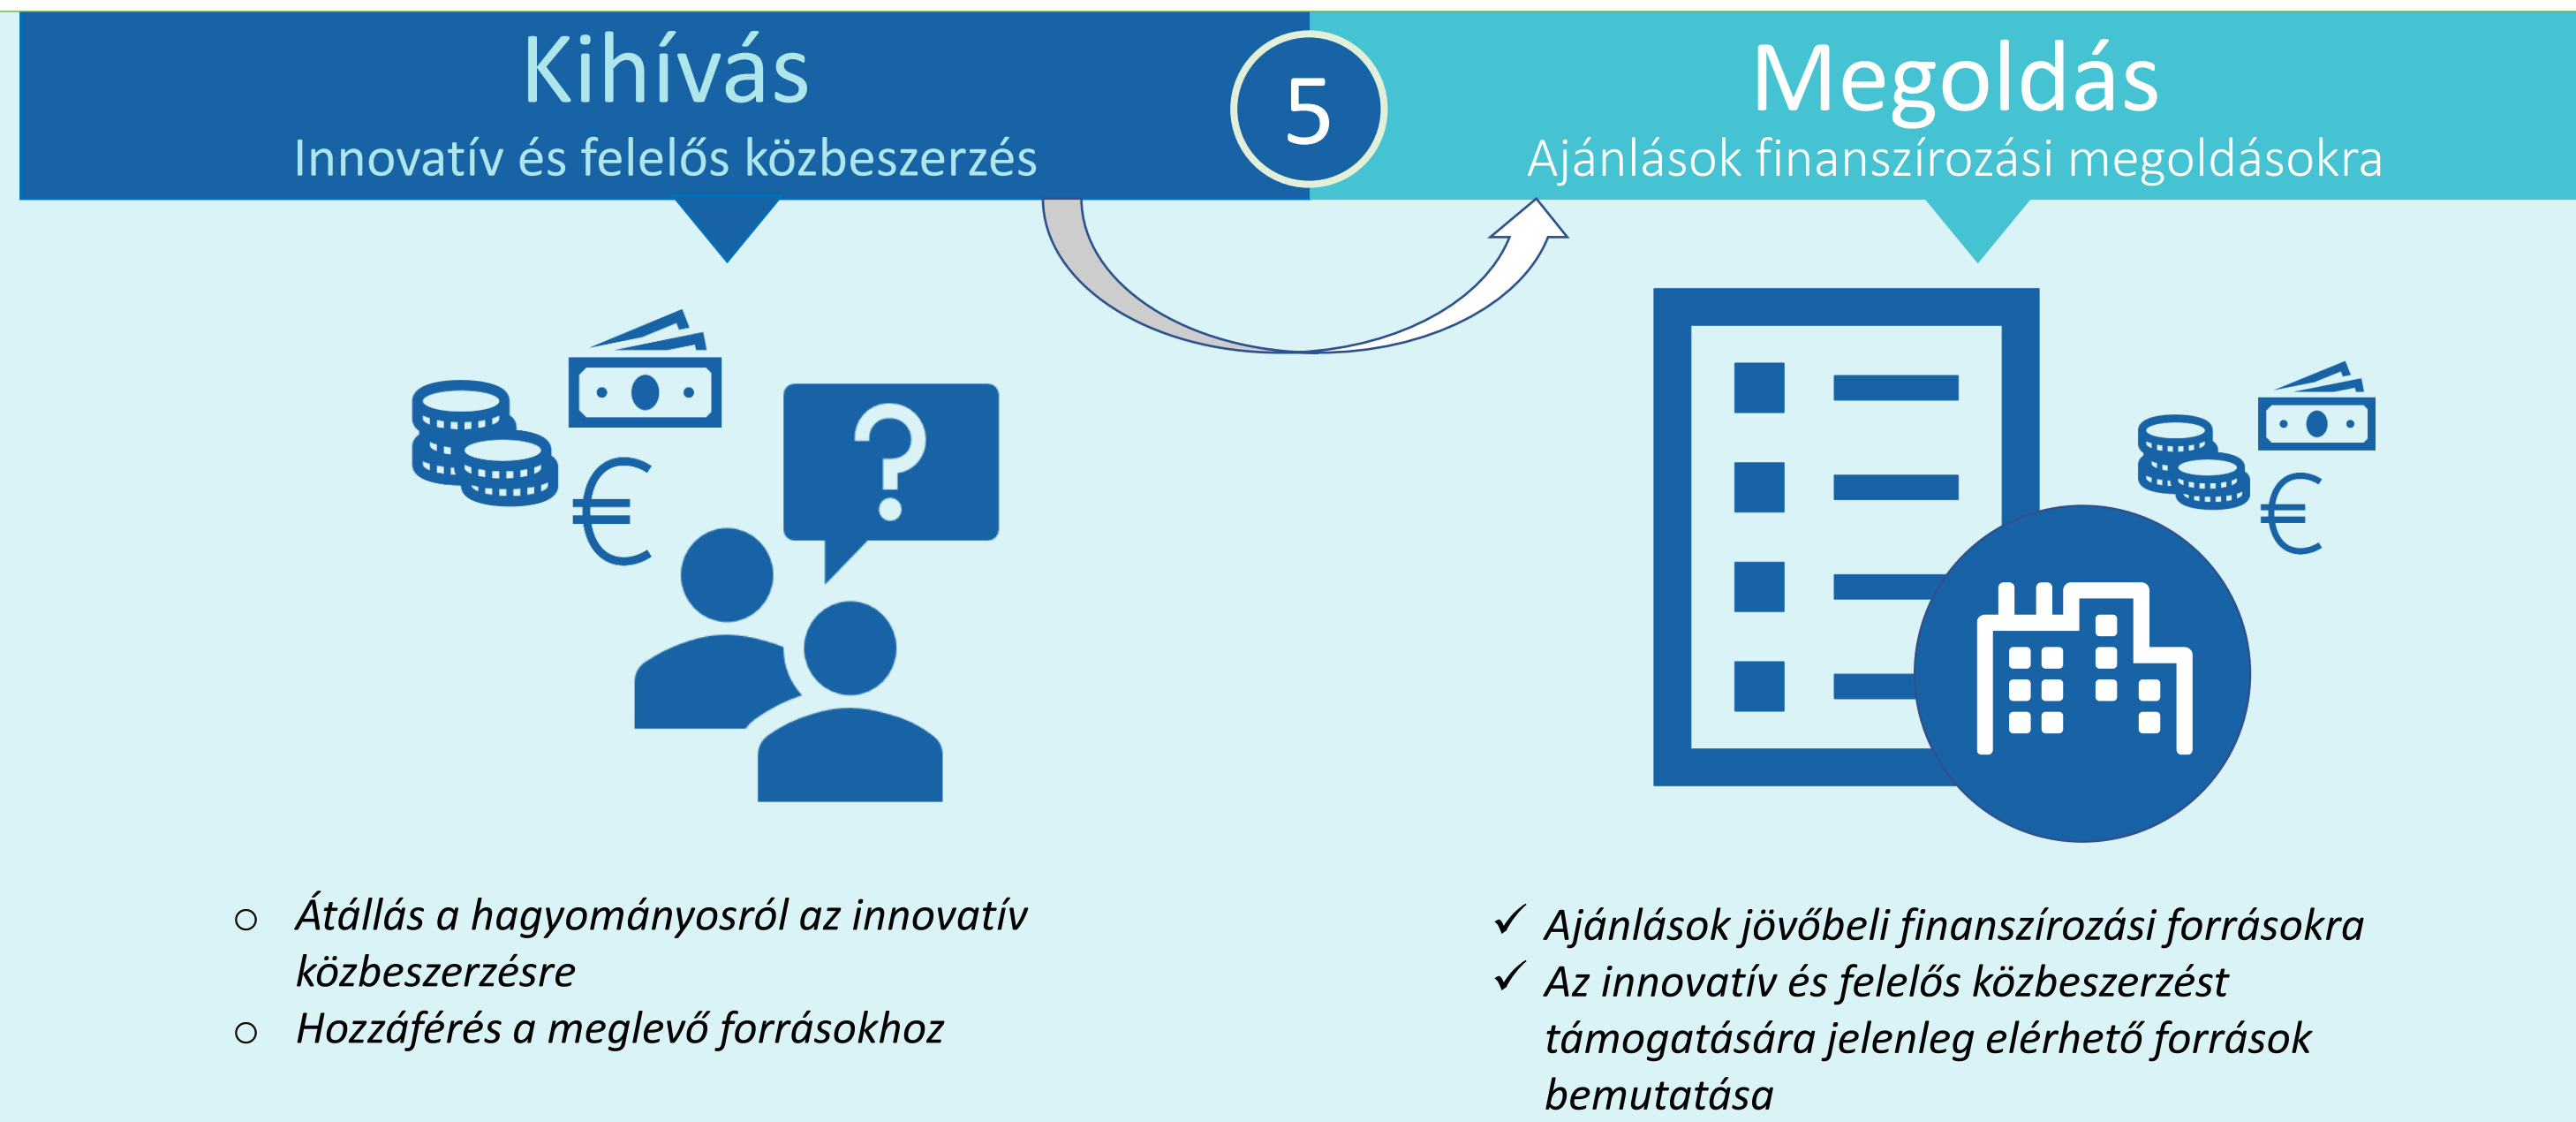 Kihívás
Innovatív és felelős közbeszerzés
5
Megoldás
Ajánlások finanszírozási megoldásokra
?
€
€
o Átállás a hagyományosról az innovatív
közbeszerzésre
o Hozzáférés a meglevő forrásokhoz
✓ Ajánlások jövőbeli finanszírozási forrásokra
✓ Az innovatív és felelős közbeszerzést
támogatására jelenleg elérhető források
bemutatása